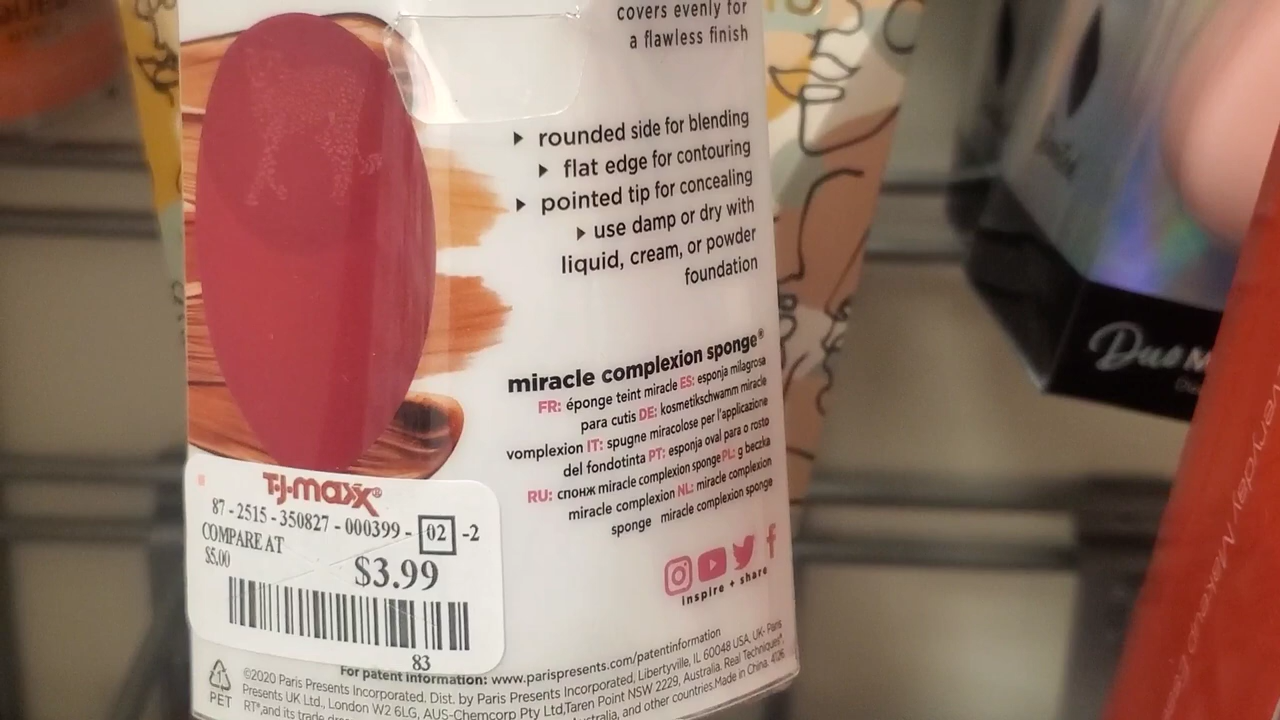 covers evenly for
a flawless finish
▸ rounded side for blending
▸ flat edge for contouring
▸ pointed tip for concealing
▸ use damp or dry with
liquid, cream, or powder
foundation
miracle complexion sponge®
FR: éponge teint miracle ES: esponja milagrosa
para cutis DE: kosmetikschwamm miracle
vomplexion IT: spugne miracolose per l'applicazione
del fondotinta PT: esponja oval para o rosto
RU: спонж miracle complexion sponge PL: g beczka
miracle complexion NL: miracle complexion
sponge miracle complexion sponge
inspire + share
T.J.maxx®
87-2515-350827-000399-02-2
COMPARE AT
$5.00
$3.99
83
For patent information: www.parispresents.com/patentinformation
©2020 Paris Presents Incorporated. Dist. by Paris Presents Incorporated, Libertyville, IL 60048 USA, UK- Paris
Presents UK Ltd., London W2 6LG, AUS-Chemcorp Pty Ltd, Taren Point NSW 2229, Australia. Real Techniques®,
RT®, and its trade and other countries. Made in China. 4126
PET
Duo
Makeup